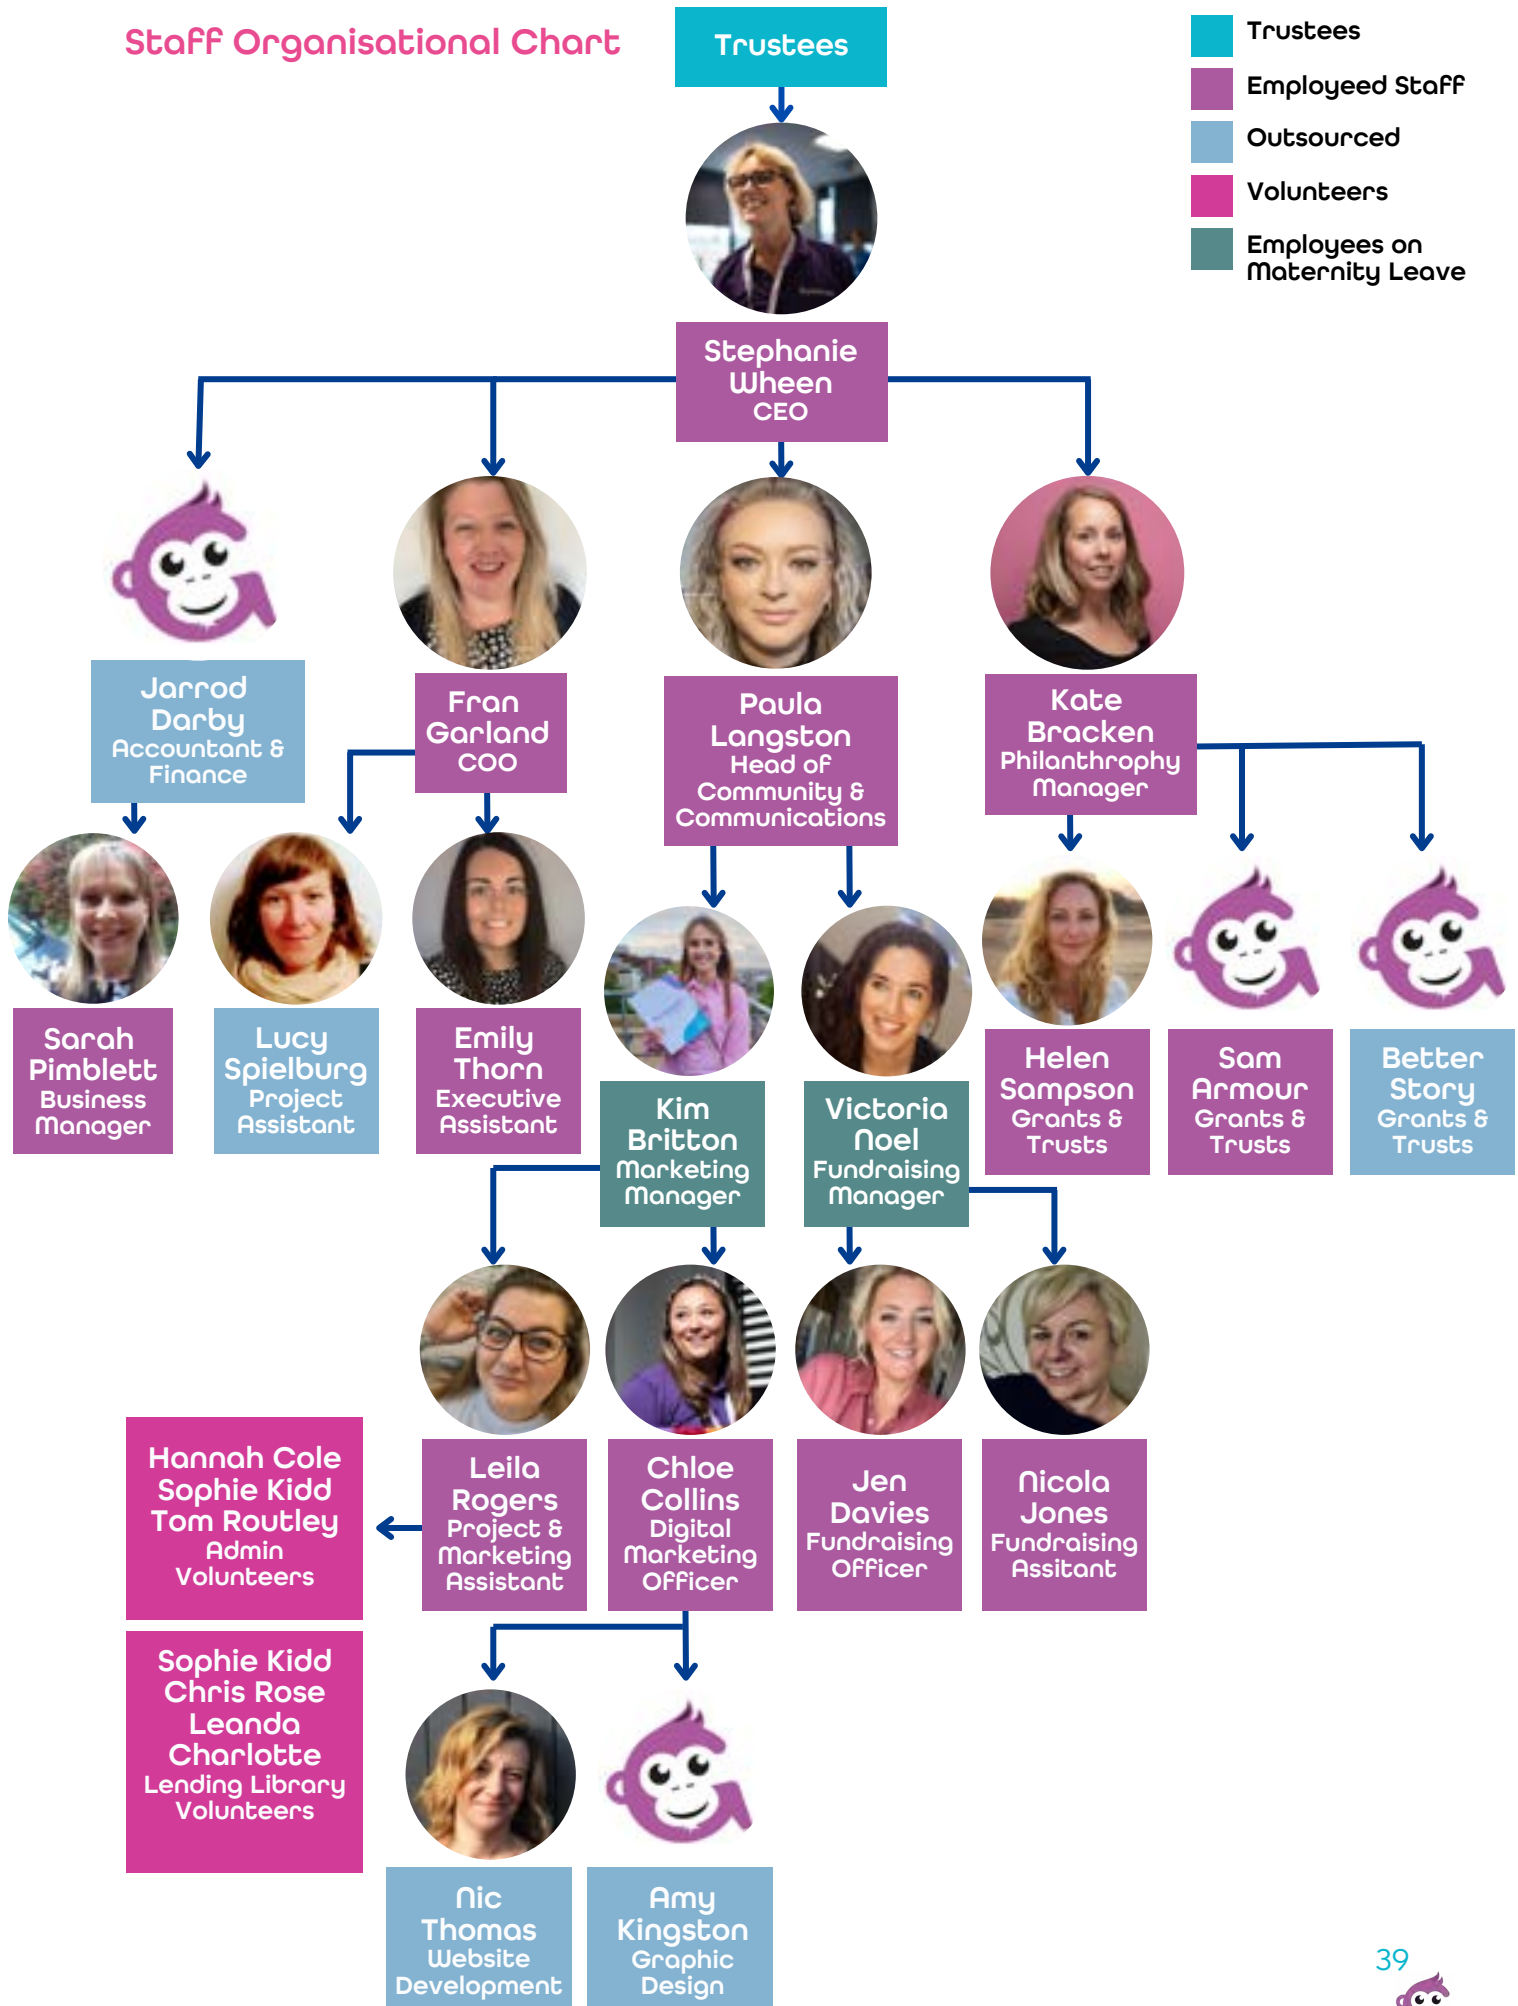 Staff Organisational Chart
Trustees
Trustees
Employeed Staff
Outsourced
Volunteers
Employees on
Maternity Leave
Stephanie
Wheen
CEO
Jarrod
Darby
Accountant &
Finance
Fran
Garland
COO
Paula
Langston
Head of
Community &
Communications
Kate
Bracken
Philanthrophy
Manager
Sarah
Pimblett
Business
Manager
Lucy
Spielburg
Project
Assistant
Emily
Thorn
Executive
Assistant
Kim
Britton
Marketing
Manager
Victoria
Noel
Fundraising
Manager
Helen
Sampson
Grants &
Trusts
Sam
Armour
Grants &
Trusts
Better
Story
Grants &
Trusts
Hannah Cole
Sophie Kidd
Tom Routley
Admin
Volunteers
Leila
Rogers
Project &
Marketing
Assistant
Chloe
Collins
Digital
Marketing
Officer
Jen
Davies
Fundraising
Officer
Nicola
Jones
Fundraising
Assitant
Sophie Kidd
Chris Rose
Leanda
Charlotte
Lending Library
Volunteers
Nic
Thomas
Website
Development
Amy
Kingston
Graphic
Design
39